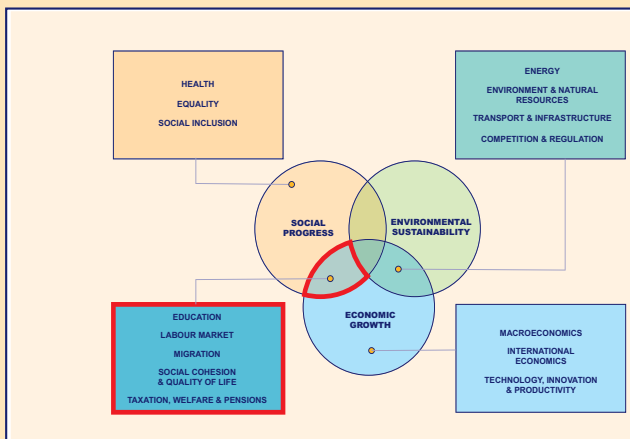 HEALTH
EQUALITY
SOCIAL INCLUSION
ENERGY
ENVIRONMENT & NATURAL
RESOURCES
TRANSPORT & INFRASTRUCTURE
COMPETITION & REGULATION
SOCIAL
PROGRESS
ENVIRONMENTAL
SUSTAINABILITY
ECONOMIC
GROWTH
EDUCATION
LABOUR MARKET
MIGRATION
SOCIAL COHESION
& QUALITY OF LIFE
TAXATION, WELFARE & PENSIONS
MACROECONOMICS
INTERNATIONAL
ECONOMICS
TECHNOLOGY, INNOVATION
& PRODUCTIVITY